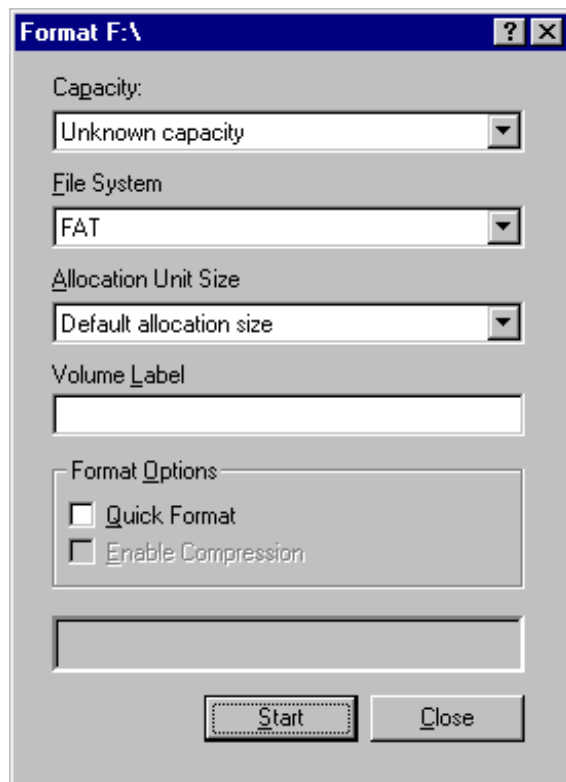 Format F:\
?
Capacity:
Unknown capacity
File System
FAT
Allocation Unit Size
Default allocation size
Volume Label
Format Options
Quick Format
Enable Compression
Start Close